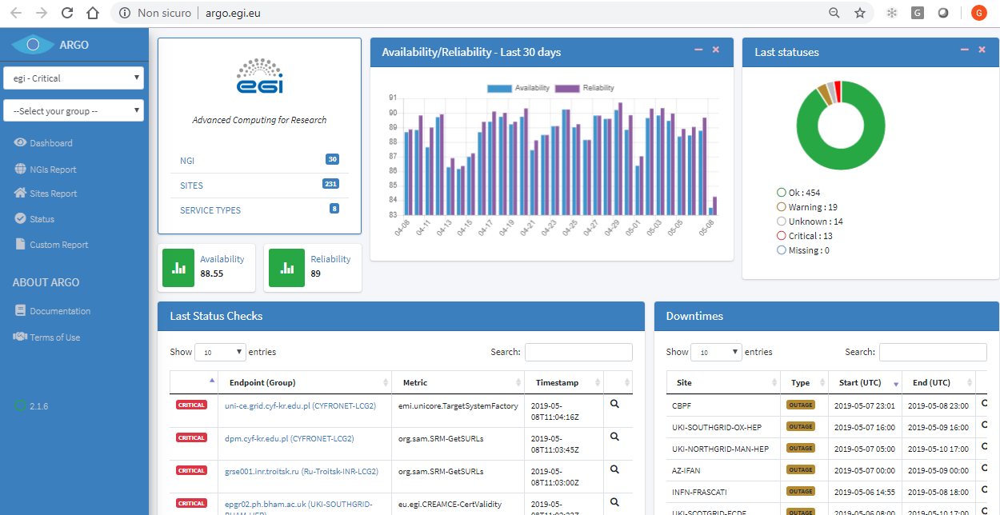 Non sicuro argo.egi.eu G G
ARGO
egi - Critical
--Select your group --
Dashboard
NGIs Report
Sites Report
Status
Custom Report
ABOUT ARGO
Documentation
Terms of Use
2.1.6
egi
Advanced Computing for Research
NGI 30
SITES 231
SERVICE TYPES 8
Availability
88.55
Reliability
89
Availability/Reliability - Last 30 days
Availability Reliability
91
90
89
88
87
86
85
84
83
04-08 04-11 04-13 04-15 04-17 04-19 04-21 04-23 04-25 04-27 04-29 05-01 05-03 05-05 05-08
Last statuses
Ok : 454
Warning : 19
Unknown : 14
Critical : 13
Missing : 0
Last Status Checks
Show 10 entries Search:
Endpoint (Group) Metric Timestamp
CRITICAL uni-ce.grid.cyf-kr.edu.pl (CYFRONET-LCG2) emi.unicore.TargetSystemFactory 2019-05-
08T11:04:16Z
CRITICAL dpm.cyf-kr.edu.pl (CYFRONET-LCG2) org.sam.SRM-GetSURLs 2019-05-
08T11:03:45Z
CRITICAL grse001.inr.troitsk.ru (Ru-Troitsk-INR-LCG2) org.sam.SRM-GetSURLs 2019-05-
08T11:03:00Z
CRITICAL epgr02.ph.bham.ac.uk (UKI-SOUTHGRID- eu.egi.CREAMCE-CertValidity 2019-05-
Downtimes
Show 10 entries Search:
Site Type Start (UTC) End (UTC)
CBPF OUTAGE 2019-05-07 23:01 2019-05-08 23:00
UKI-SOUTHGRID-OX-HEP OUTAGE 2019-05-07 16:00 2019-05-09 16:00
UKI-NORTHGRID-MAN-HEP OUTAGE 2019-05-07 05:00 2019-05-10 17:00
AZ-IFAN OUTAGE 2019-05-07 00:00 2019-05-09 00:00
INFN-FRASCATI OUTAGE 2019-05-06 14:55 2019-05-08 18:00
UKI-SCOTGRID-ECDF OUTAGE 2019-05-06 08:00 2019-05-10 17:00